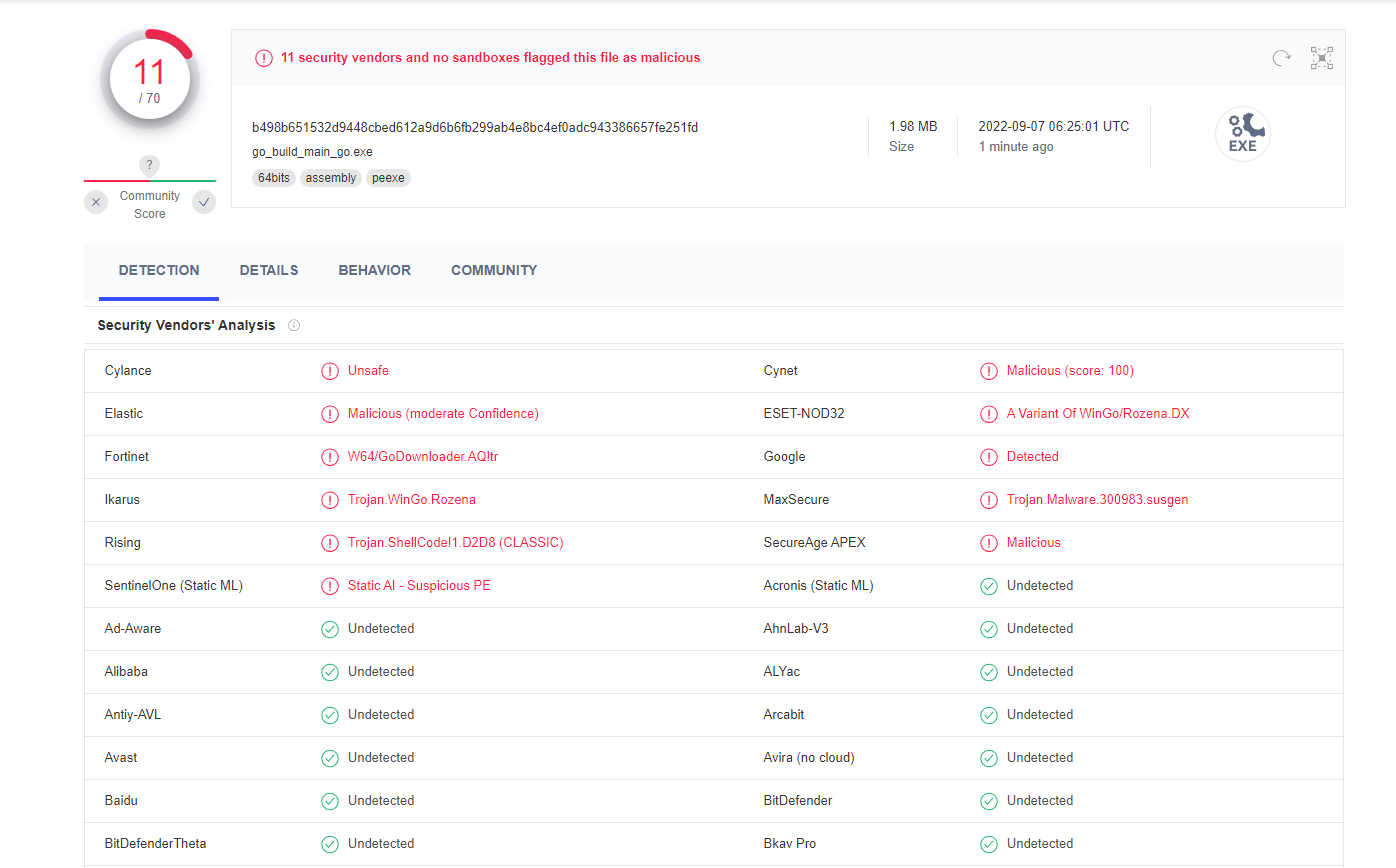 11
/ 70
?
Community
Score
11 security vendors and no sandboxes flagged this file as malicious
b498b651532d9448cbed612a9d6b6fb299ab4e8bc4ef0adc943386657fe251fd
go_build_main_go.exe
64bits assembly peexe
1.98 MB
Size
2022-09-07 06:25:01 UTC
1 minute ago
EXE
DETECTION DETAILS BEHAVIOR COMMUNITY
Security Vendors' Analysis
Cylance Unsafe Cynet Malicious (score: 100)
Elastic Malicious (moderate Confidence) ESET-NOD32 A Variant Of WinGo/Rozena.DX
Fortinet W64/GoDownloader.AQ!tr Google Detected
Ikarus Trojan.WinGo.Rozena MaxSecure Trojan.Malware.300983.susgen
Rising Trojan.ShellCode!1.D2D8 (CLASSIC) SecureAge APEX Malicious
SentinelOne (Static ML) Static AI - Suspicious PE Acronis (Static ML) Undetected
Ad-Aware Undetected AhnLab-V3 Undetected
Alibaba Undetected ALYac Undetected
Antiy-AVL Undetected Arcabit Undetected
Avast Undetected Avira (no cloud) Undetected
Baidu Undetected BitDefender Undetected
BitDefenderTheta Undetected Bkav Pro Undetected